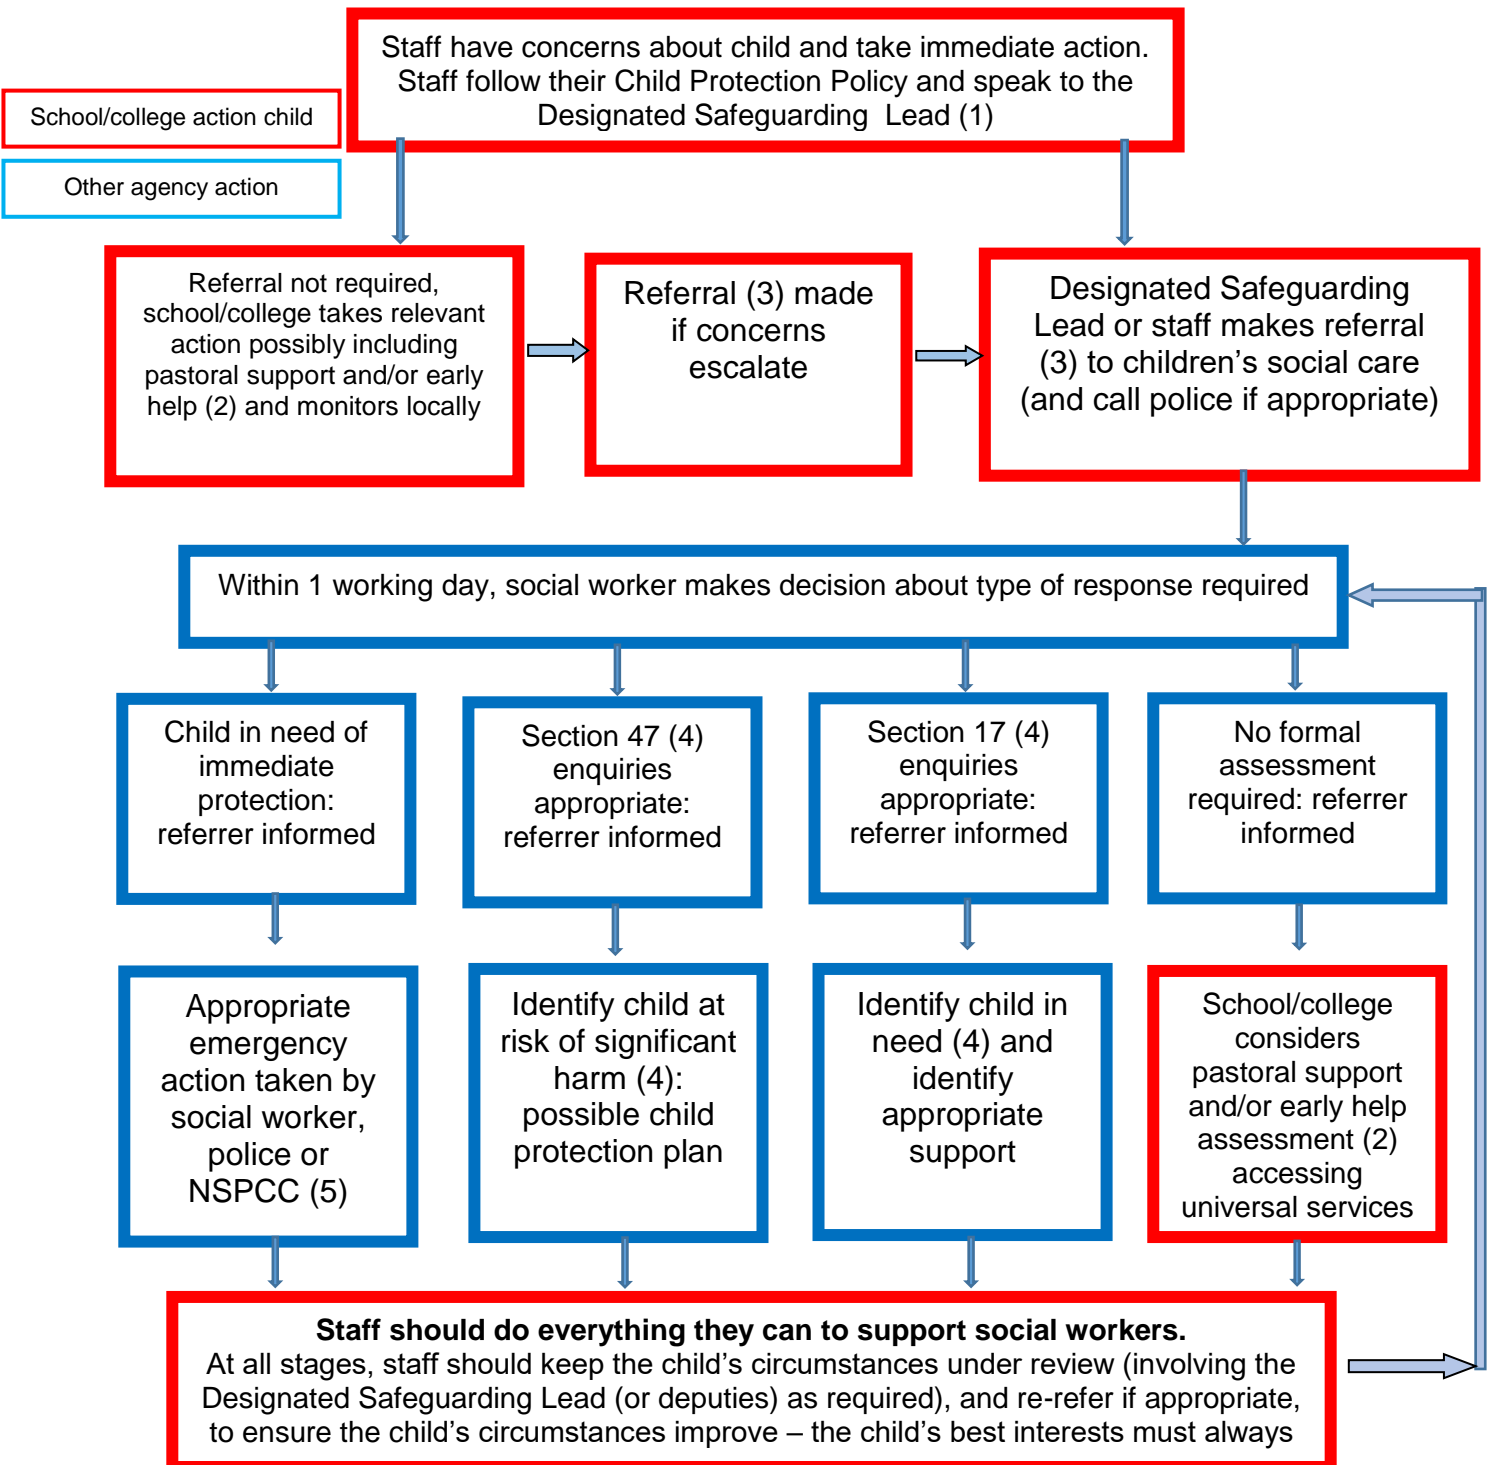 Staff have concerns about child and take immediate action.
Staff follow their Child Protection Policy and speak to the
Designated Safeguarding Lead (1)
School/college action child
Other agency action
Referral not required,
school/college takes relevant
action possibly including
pastoral support and/or early
help (2) and monitors locally
Referral (3) made
if concerns
escalate
Designated Safeguarding
Lead or staff makes referral
(3) to children’s social care
(and call police if appropriate)
Within 1 working day, social worker makes decision about type of response required
Child in need of
immediate
protection:
referrer informed
Section 47 (4)
enquiries
appropriate:
referrer informed
Section 17 (4)
enquiries
appropriate:
referrer informed
No formal
assessment
required: referrer
informed
Appropriate
emergency
action taken by
social worker,
police or
NSPCC (5)
Identify child at
risk of significant
harm (4):
possible child
protection plan
Identify child in
need (4) and
identify
appropriate
support
School/college
considers
pastoral support
and/or early help
assessment (2)
accessing
universal services
Staff should do everything they can to support social workers.
At all stages, staff should keep the child’s circumstances under review (involving the
Designated Safeguarding Lead (or deputies) as required), and re-refer if appropriate,
to ensure the child’s circumstances improve – the child’s best interests must always